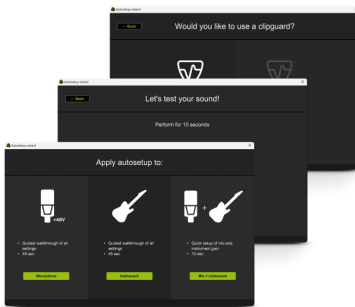 Autosetup wizard
← Back
Would you like to use a clipguard?
Autosetup wizard
← Back
Let's test your sound!
Perform for 10 seconds
Autosetup wizard
Apply autosetup to:
+48V
+
• Guided walkthrough of all settings
• 45 sec
Microphone
• Guided walkthrough of all settings
• 45 sec
Instrument
• Quick setup of mic and instrument gain
• 10 sec
Mic + Instrument